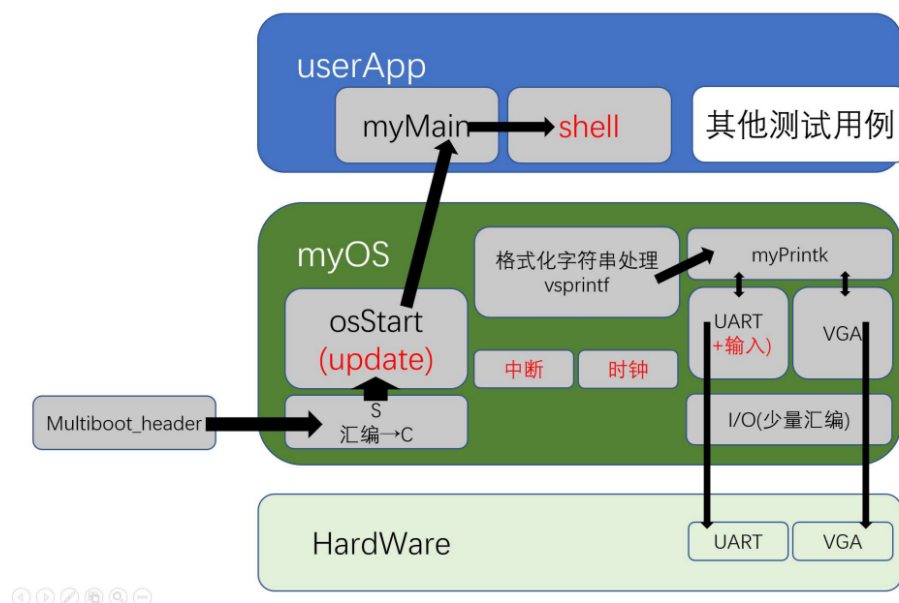 userApp
myMain
shell
其他测试用例
myOS
格式化字符串处理
vsprintf
myPrintk
osStart
(update)
UART
+输入)
VGA
中断
时钟
Multiboot_header
S
汇编→C
I/O(少量汇编)
HardWare
UART
VGA